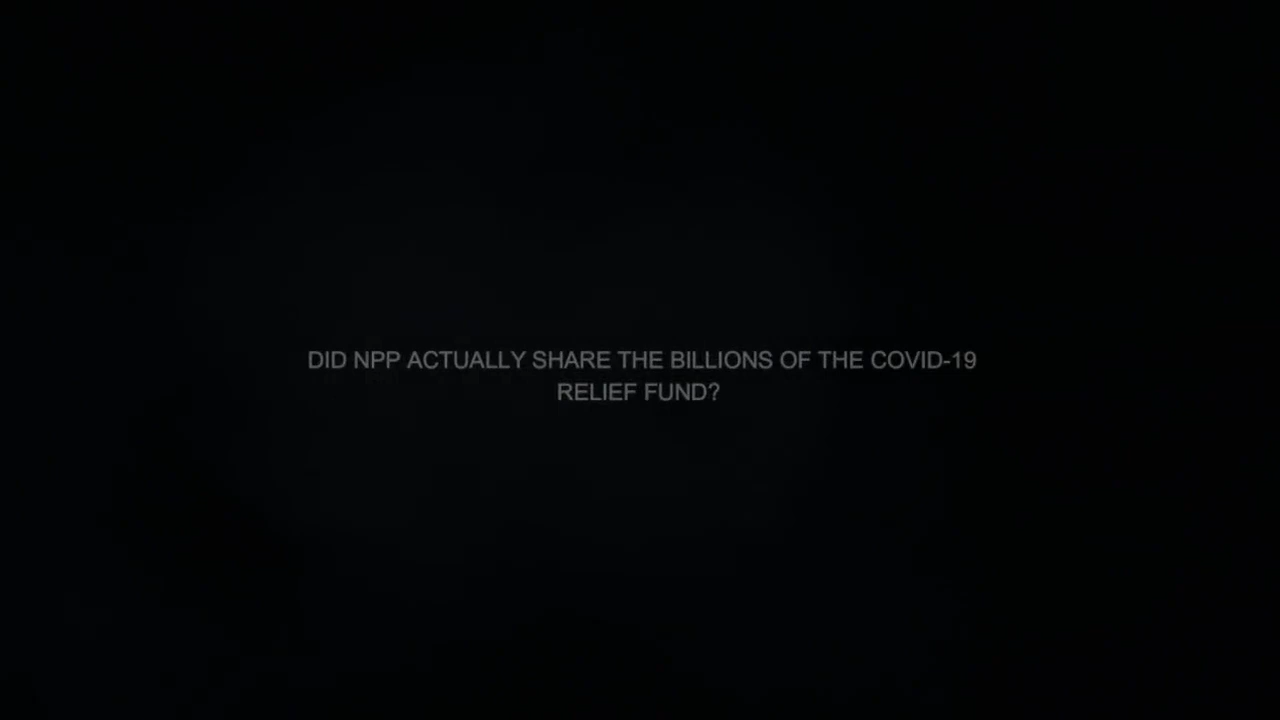 DID NPP ACTUALLY SHARE THE BILLIONS OF THE COVID-19
RELIEF FUND?